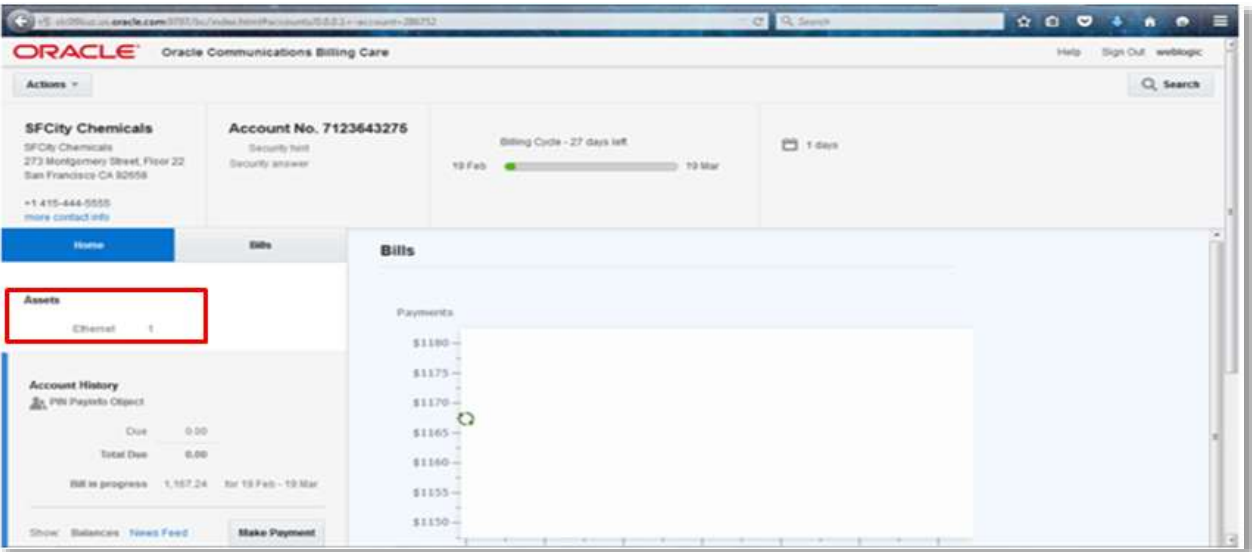 oracle.com
Search
ORACLE Oracle Communications Billing Care
Help Sign Out weblogic
Actions
Search
SFCity Chemicals
SFCity Chemicals
273 Montgomery Street, Floor 22
San Francisco CA 92658
+1 415-444-5555
more contact info
Account No. 7123643275
Security hint
Security answer
Billing Cycle - 27 days left
19 Feb 19 Mar
1 days
Home Bills
Assets
Ethernet 1
Account History
PIN Payinfo Object
Due 0.00
Total Due 0.00
Bill in progress 1,167.24 for 19 Feb - 19 Mar
Show: Balances News Feed Make Payment
Bills
Payments
$1180
$1175
$1170
$1165
$1160
$1155
$1150